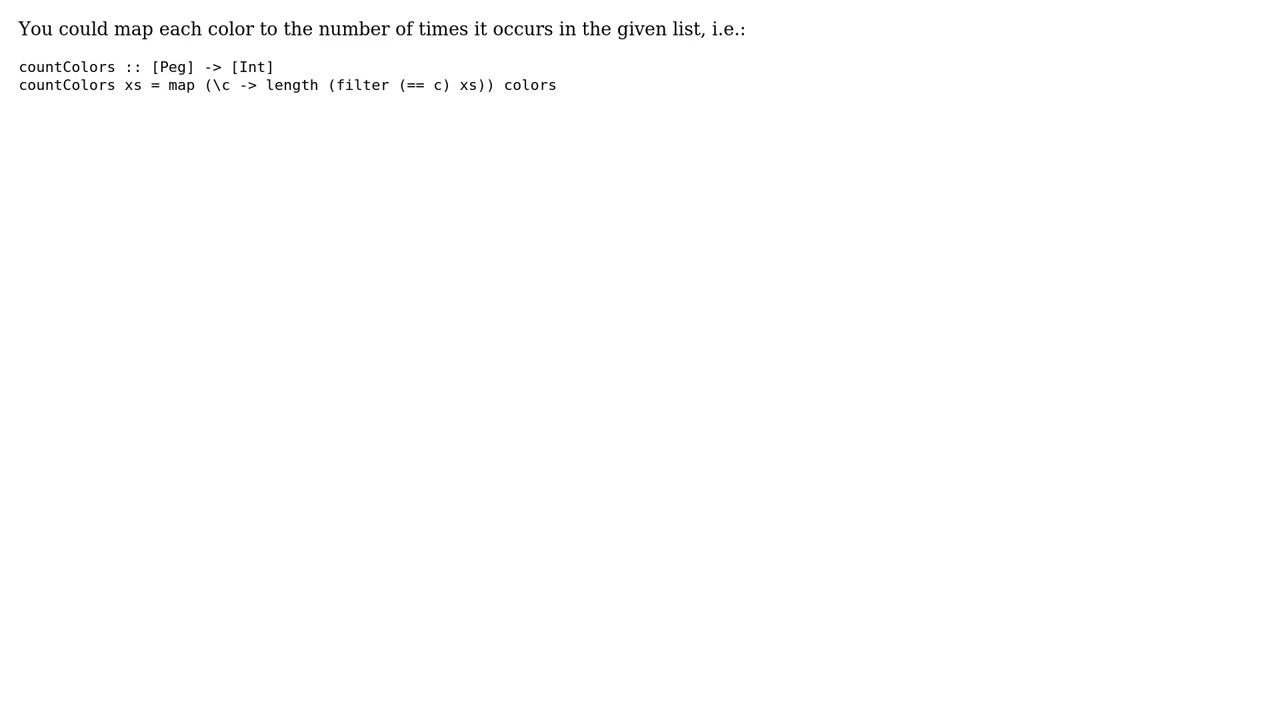 You could map each color to the number of times it occurs in the given list, i.e.:
countColors :: [Peg] -> [Int]
countColors xs = map (\c -> length (filter (== c) xs)) colors